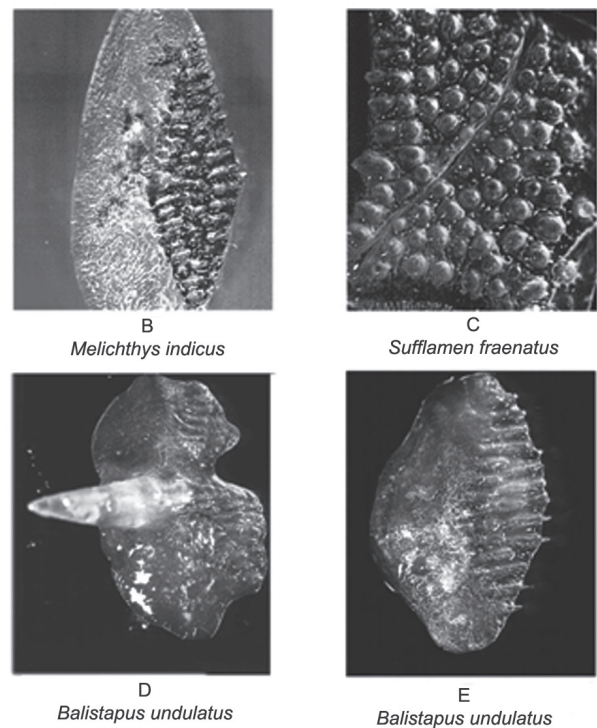 B
Melichthys indicus
C
Sufflamen fraenatus
D
Balistapus undulatus
E
Balistapus undulatus